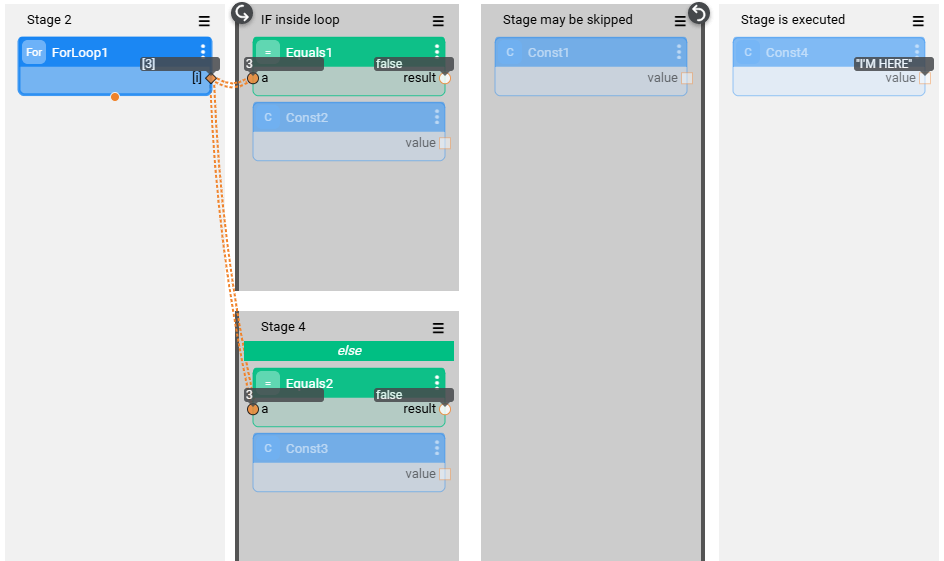 Stage 2
For ForLoop1
[3]
[i]
IF inside loop
= Equals1
3 false
a result
C Const2
value
Stage 4
else
= Equals2
3 false
a result
C Const3
value
Stage may be skipped
C Const1
value
Stage is executed
C Const4
"I'M HERE"
value